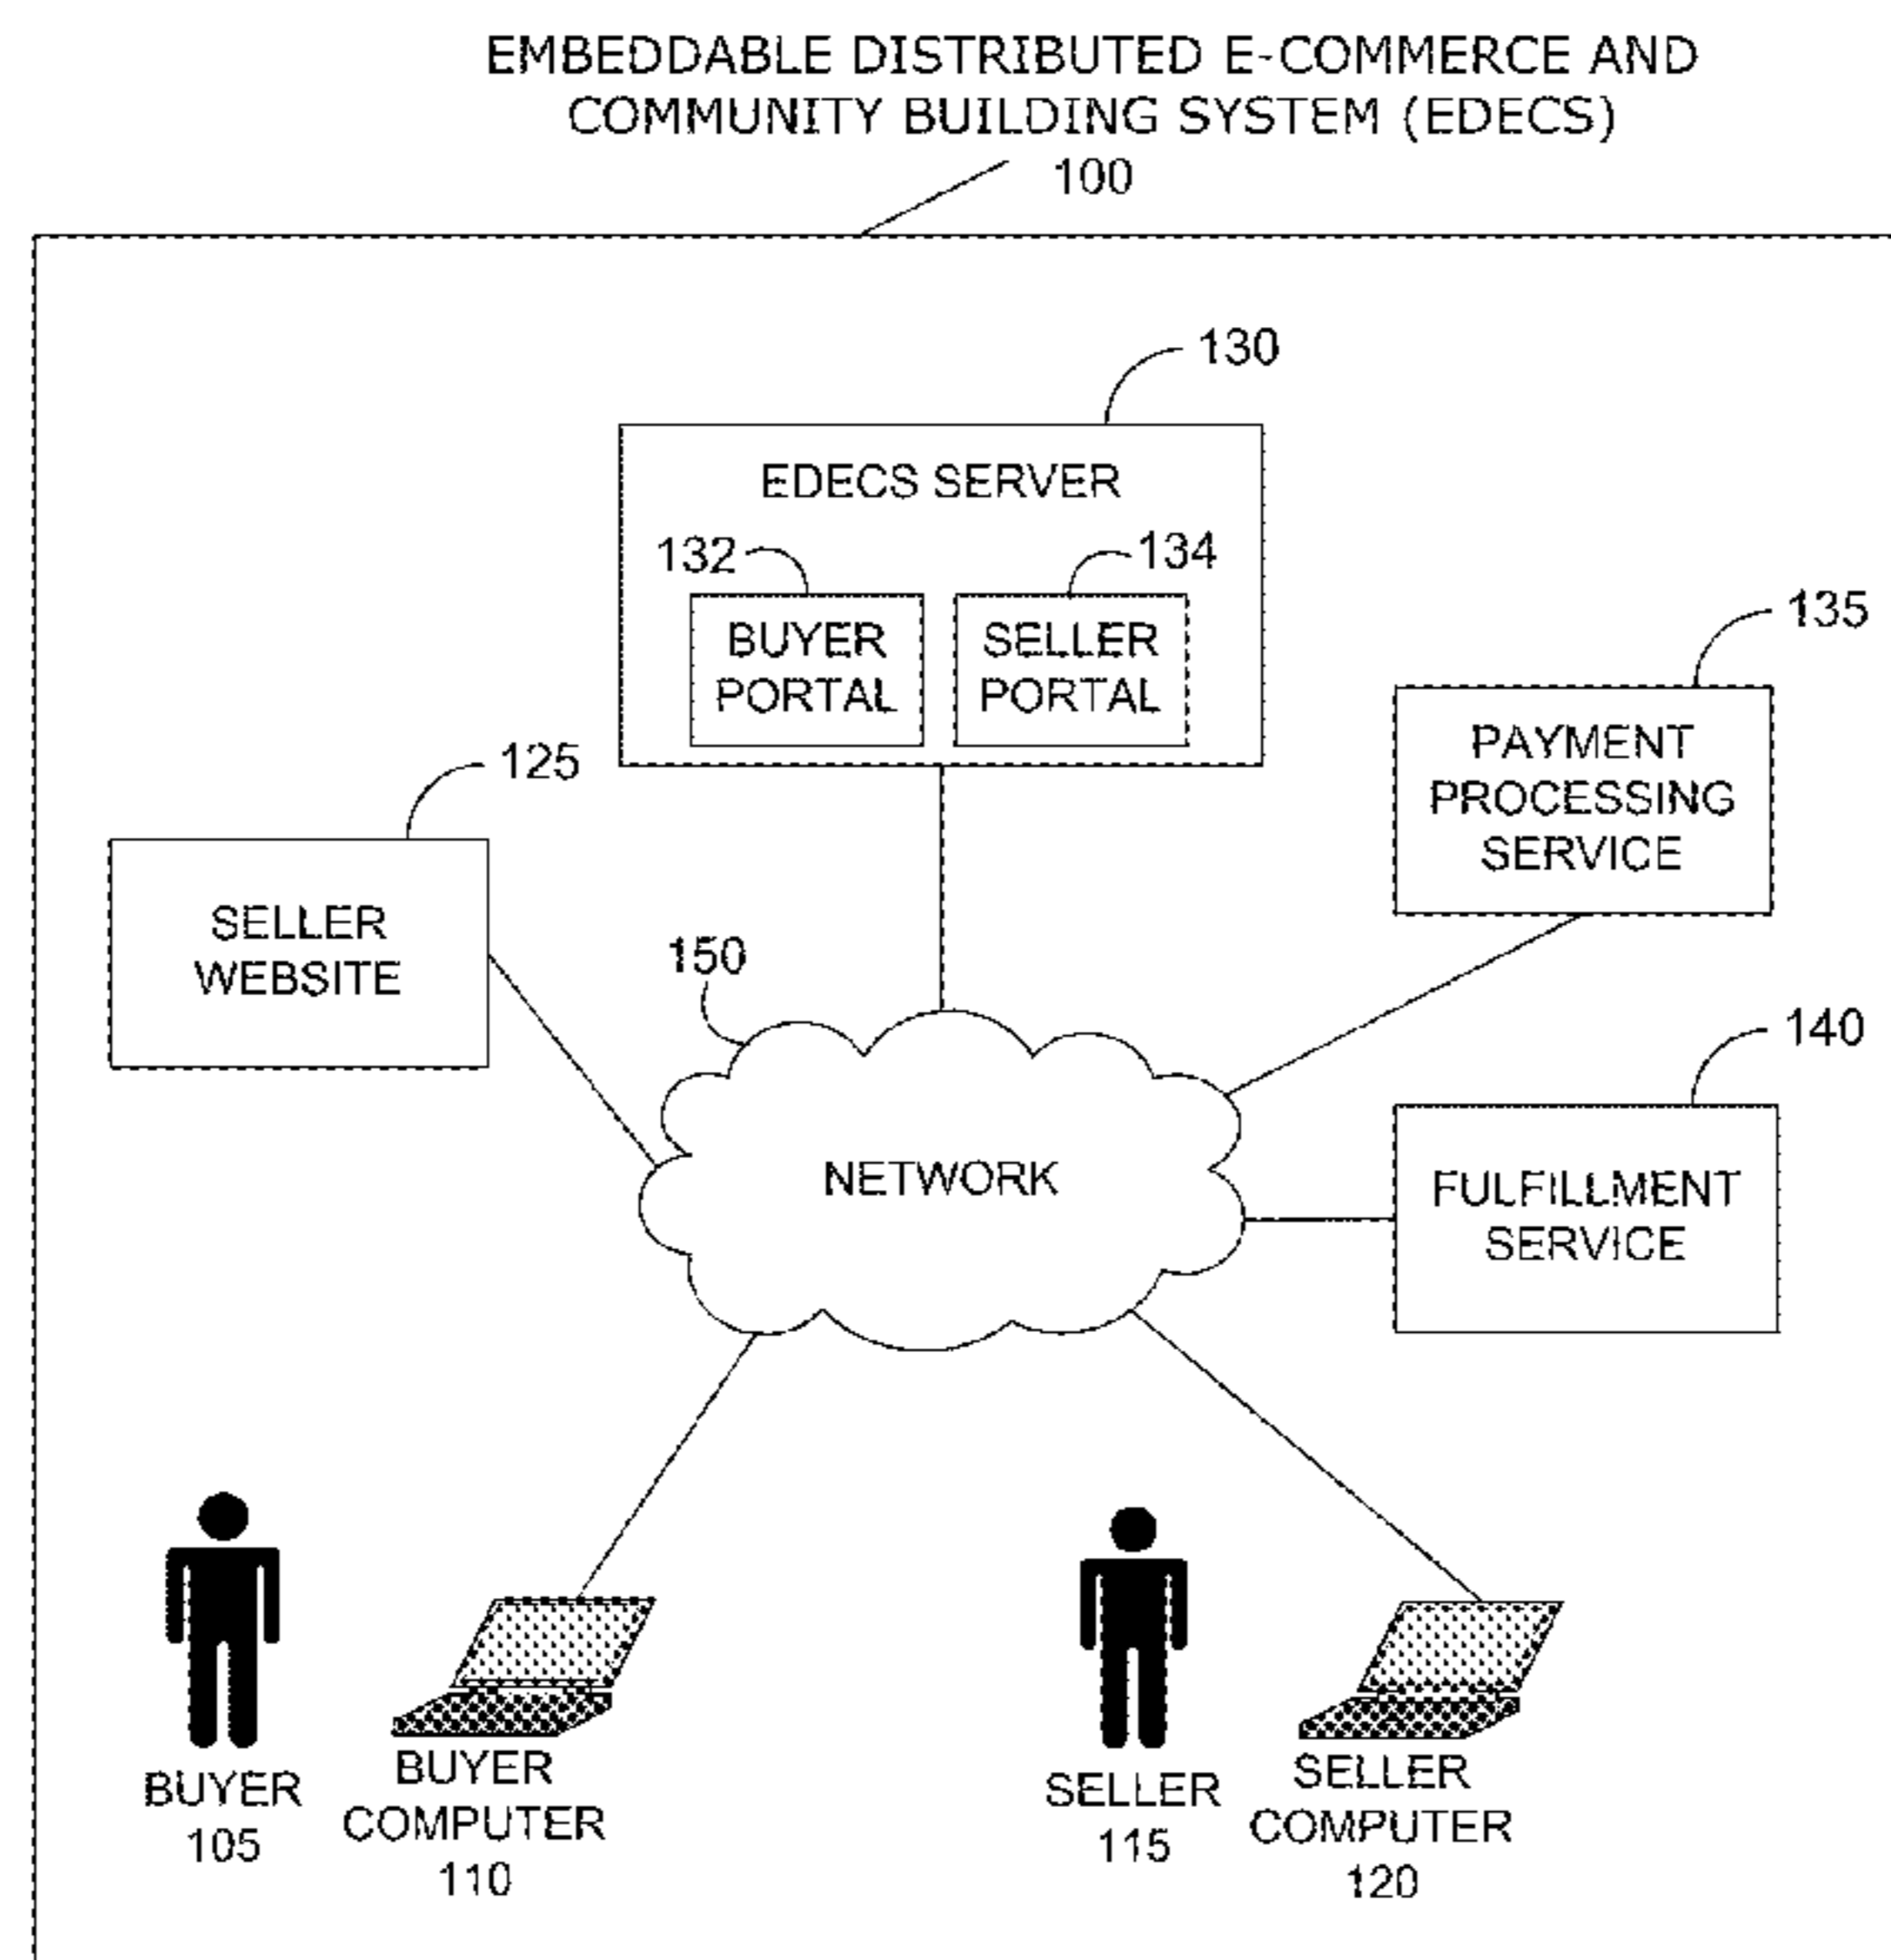 EMBEDDABLE DISTRIBUTED E-COMMERCE AND
COMMUNITY BUILDING SYSTEM (EDECS)
100
130
EDECS SERVER
132
134
BUYER
PORTAL
SELLER
PORTAL
135
PAYMENT
PROCESSING
SERVICE
125
SELLER
WEBSITE
150
NETWORK
140
FULFILLMENT
SERVICE
BUYER
105
BUYER
COMPUTER
110
SELLER
115
SELLER
COMPUTER
120